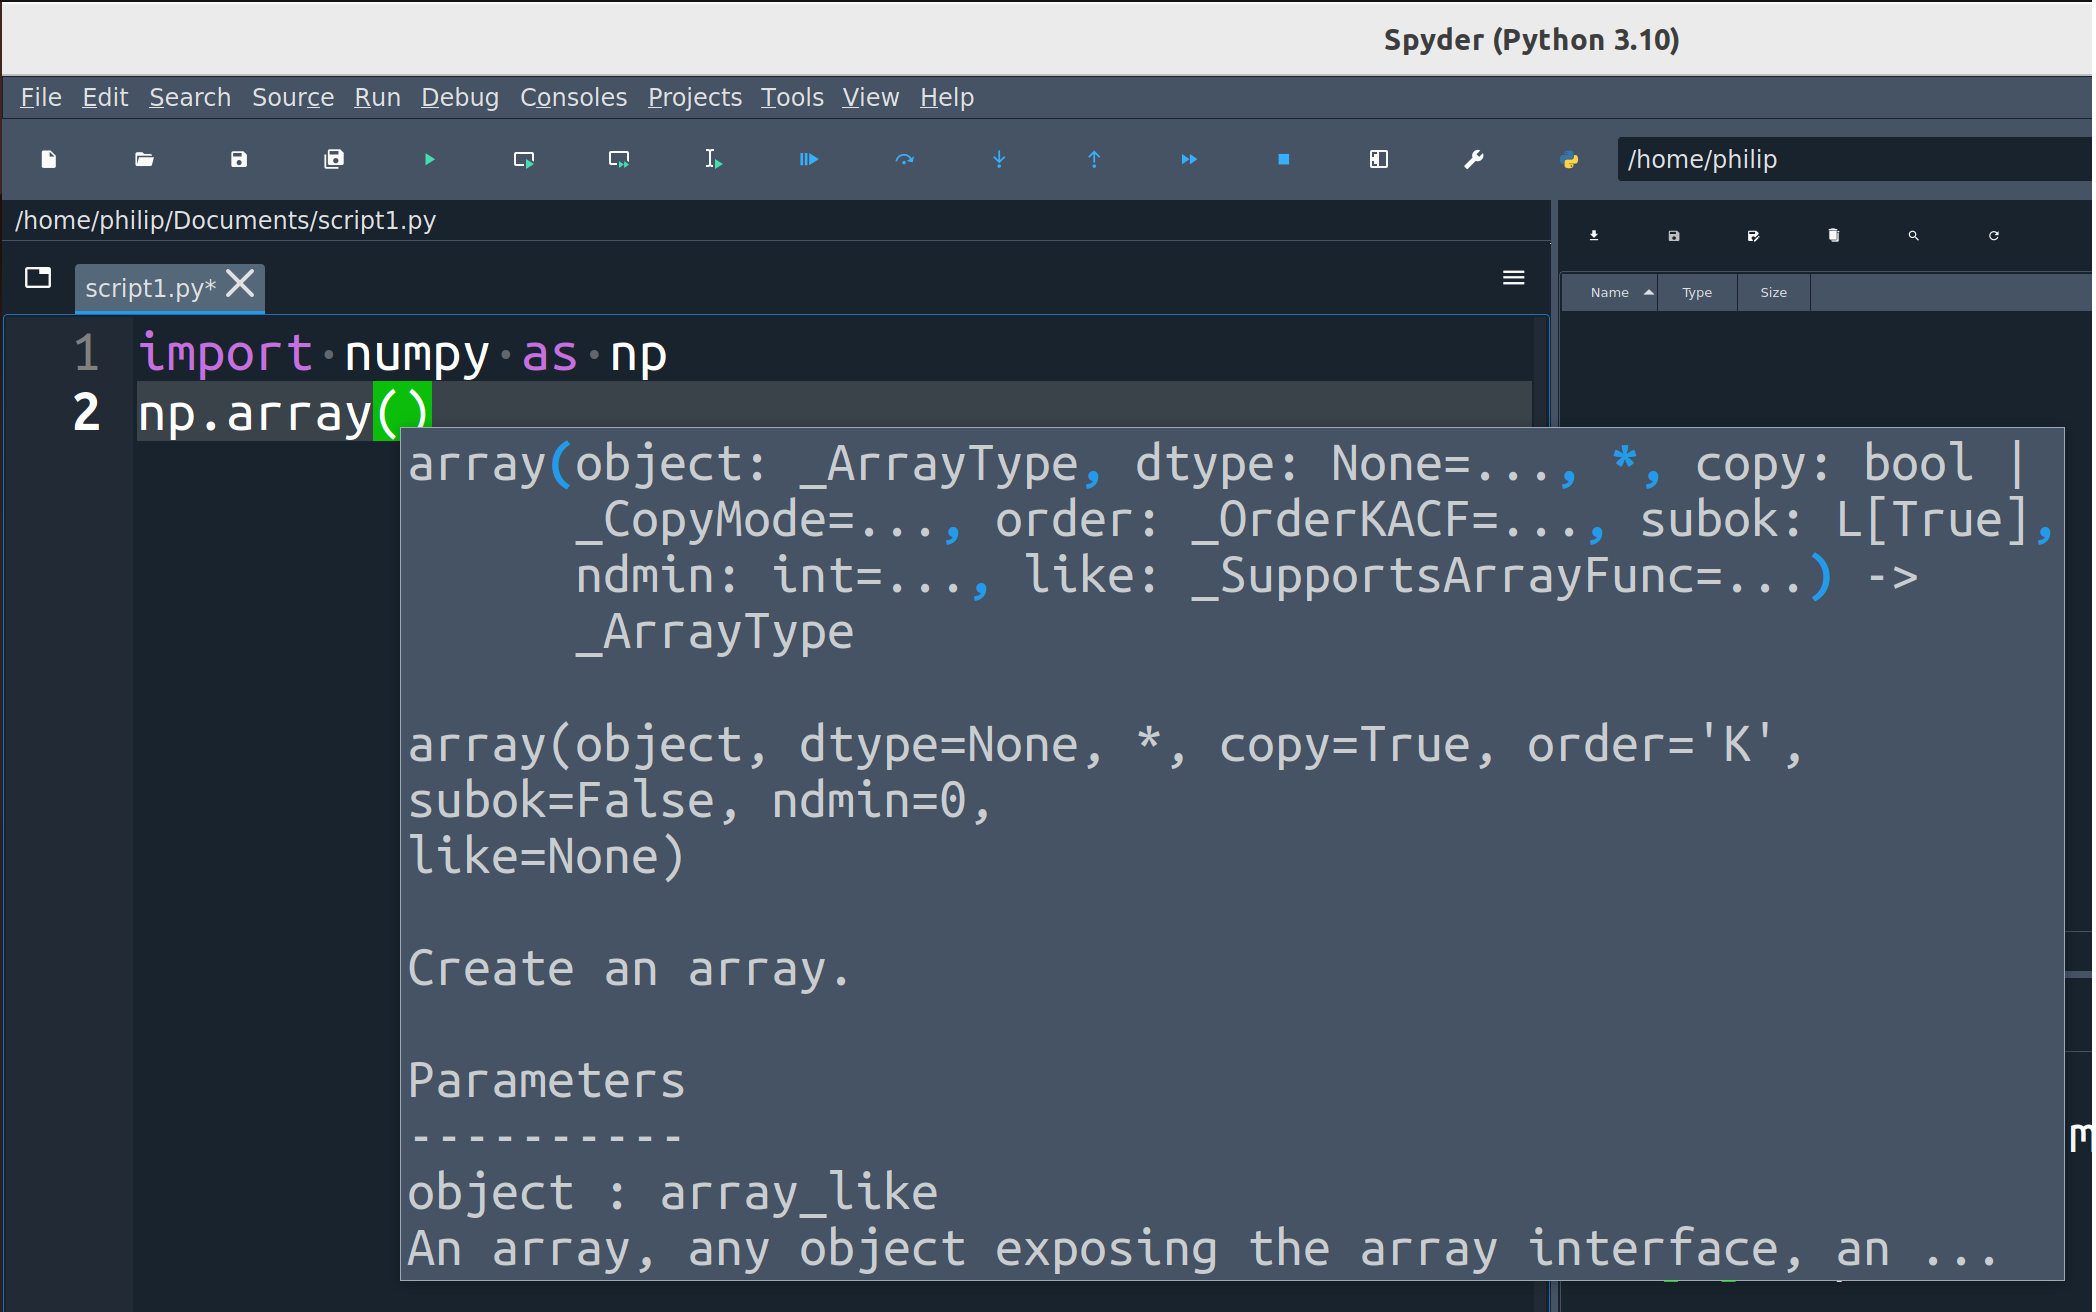 Spyder (Python 3.10)
File Edit Search Source Run Debug Consoles Projects Tools View Help
/home/philip
/home/philip/Documents/script1.py
script1.py*
Name Type Size
1 import numpy as np
2 np.array()
array(object: _ArrayType, dtype: None=..., *, copy: bool |
_CopyMode=..., order: _OrderKACF=..., subok: L[True],
ndmin: int=..., like: _SupportsArrayFunc=...) ->
_ArrayType
array(object, dtype=None, *, copy=True, order='K',
subok=False, ndmin=0,
like=None)
Create an array.
Parameters
----------
object : array_like
An array, any object exposing the array interface, an ...